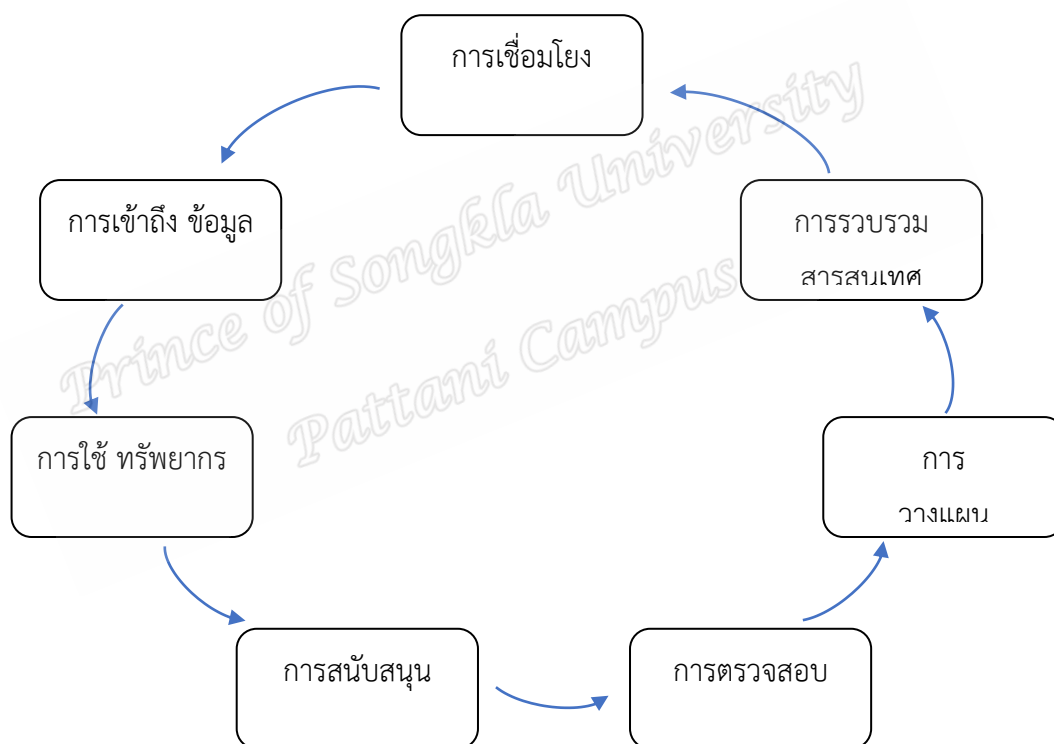 การเชื่อมโยง
การเข้าถึง ข้อมูล
การรวบรวม
สารสนเทศ
การใช้ ทรัพยากร
การ
วางแผน
การสนับสนุน
การตรวจสอบ
Prince of Songkla University
Pattani Campus